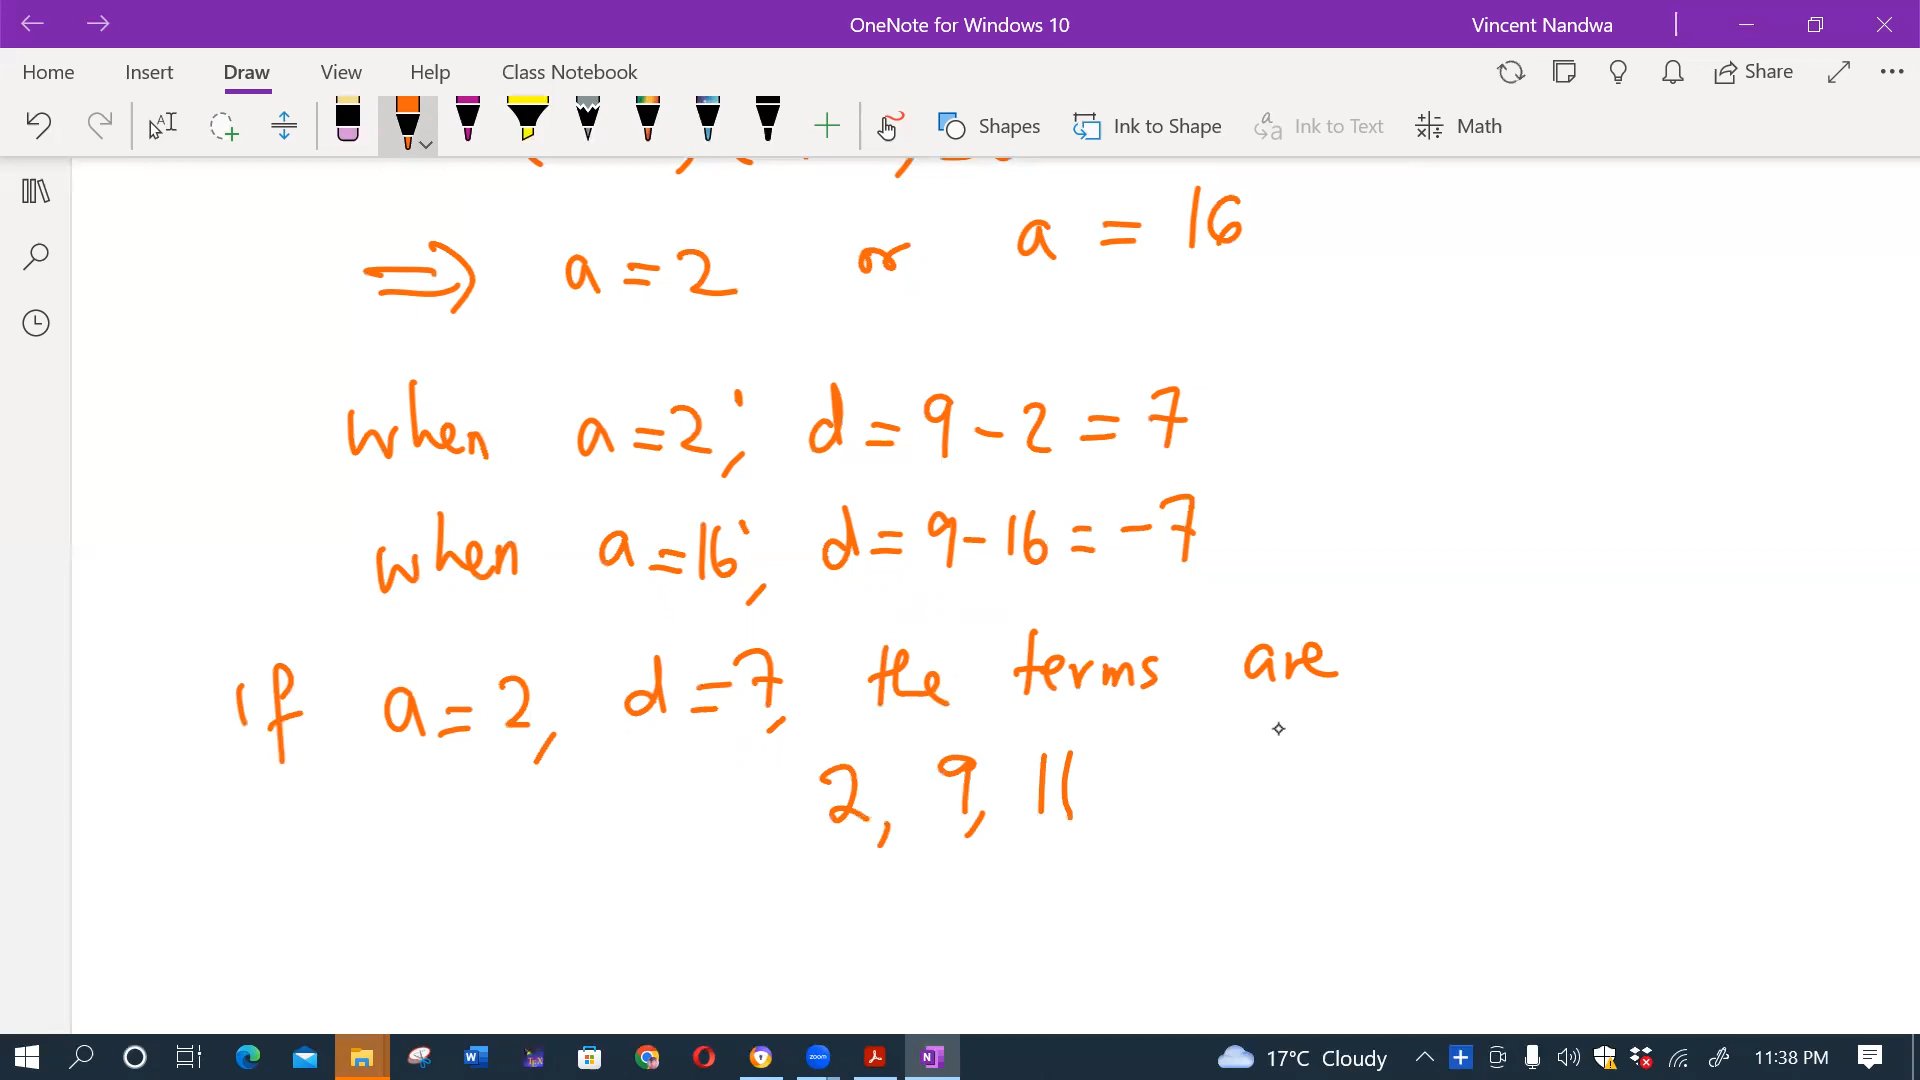 OneNote for Windows 10
Vincent Nandwa
Home Insert Draw View Help Class Notebook
Share
Shapes Ink to Shape Ink to Text Math
⇒ a = 2 or a = 16
when a = 2; d = 9 - 2 = 7
when a = 16; d = 9 - 16 = -7
if a = 2, d = 7, the terms are
2, 9, 11
17°C Cloudy
11:38 PM